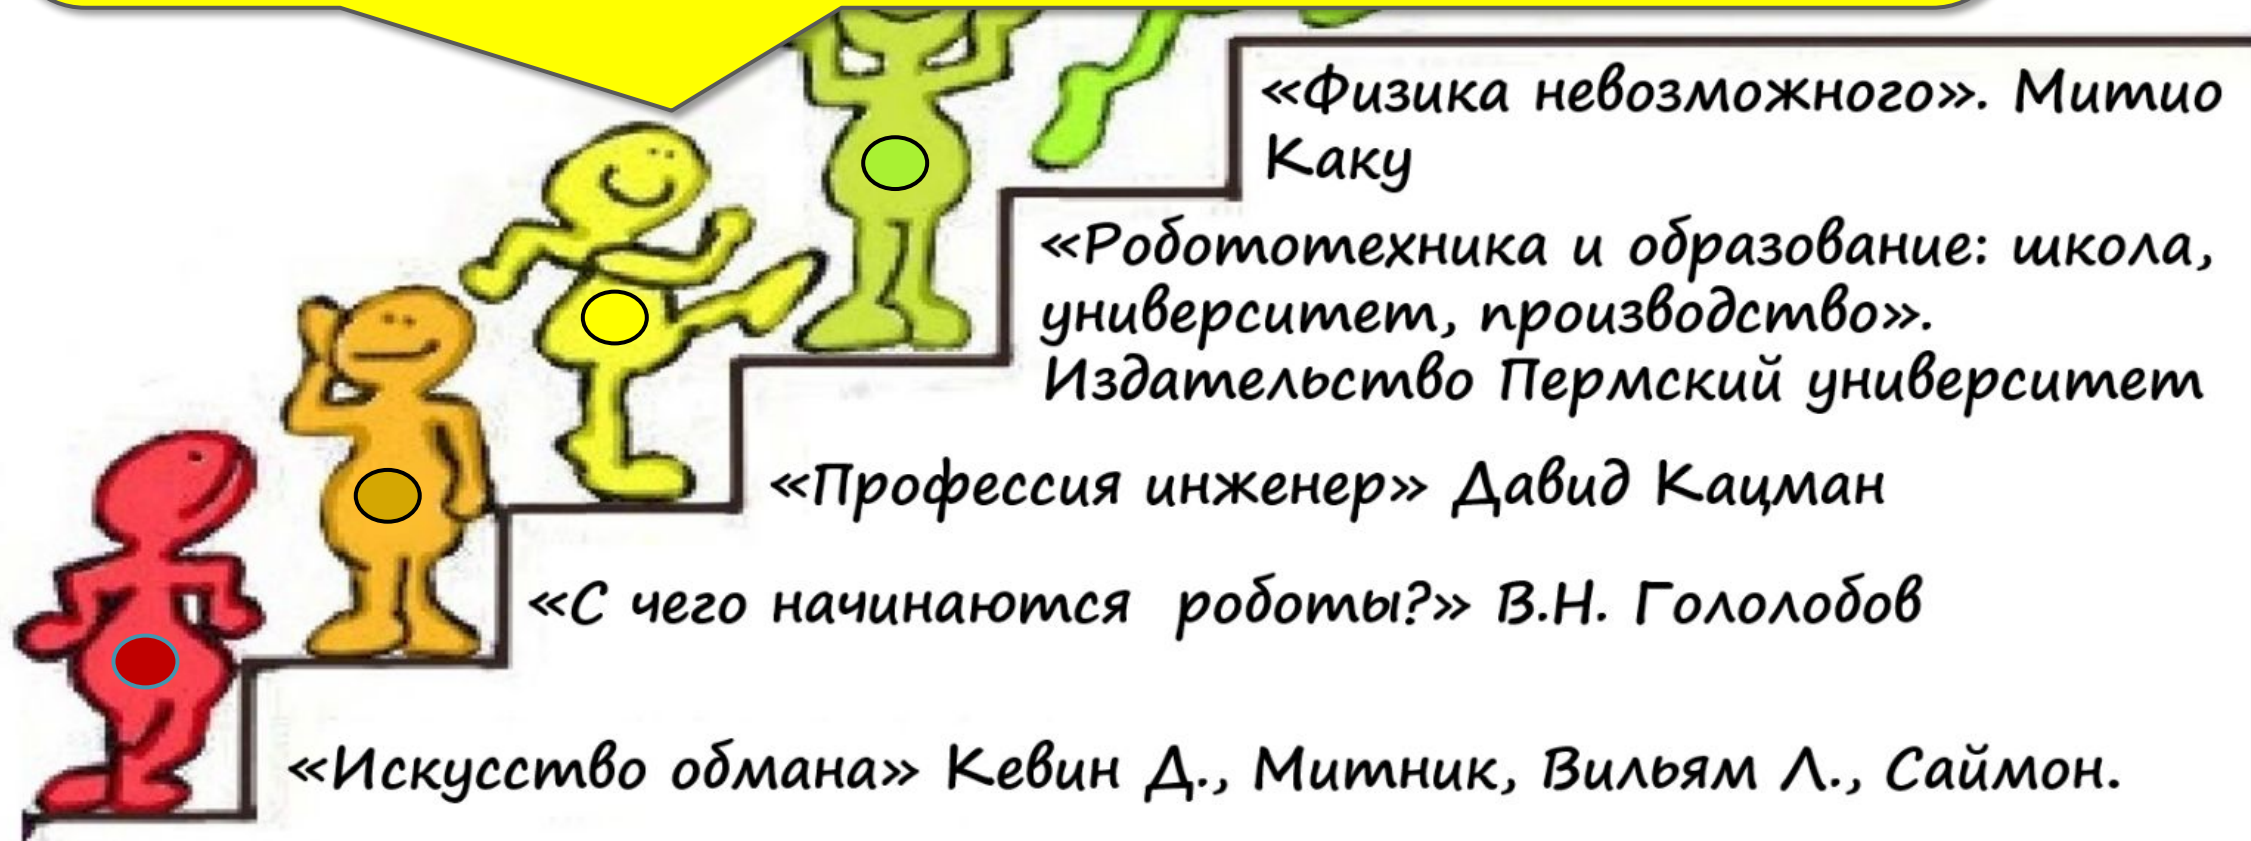 «Физика невозможного». Митио
Каку
«Робототехника и образование: школа,
университет, производство».
Издательство Пермский университет
«Профессия инженер» Давид Кацман
«С чего начинаются роботы?» В.Н. Гололобов
«Искусство обмана» Кевин Д., Митник, Вильям Л., Саймон.